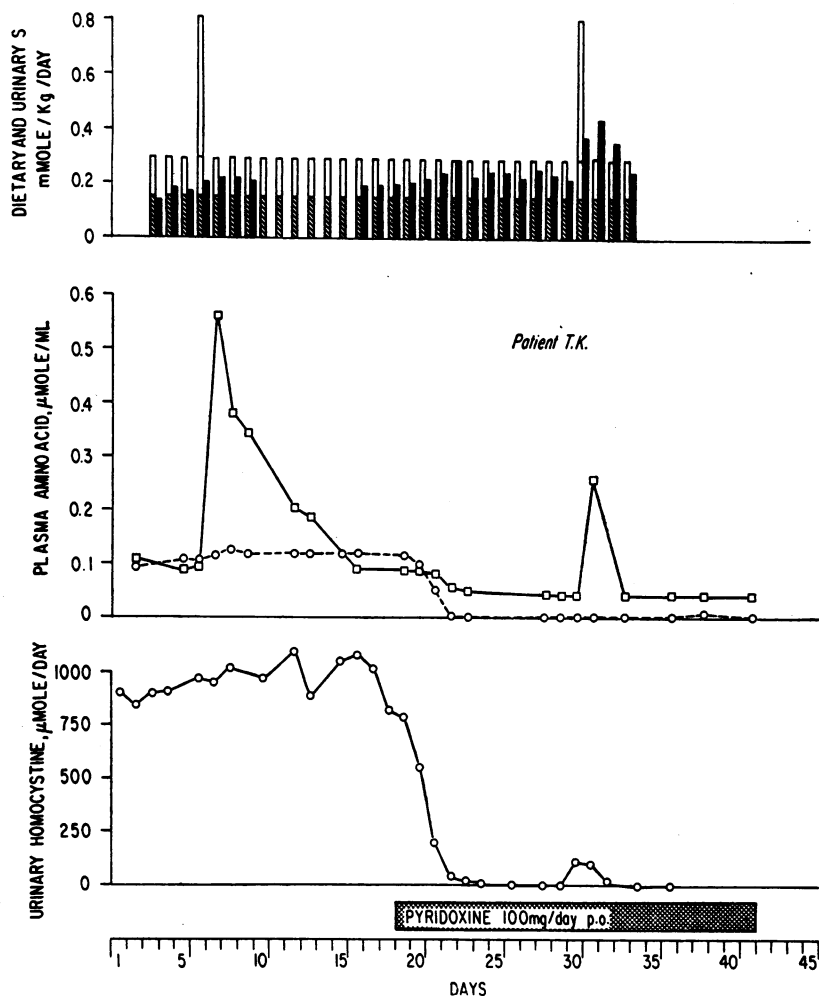 DIETARY AND URINARY S
mMOLE / Kg / DAY
0.8
0.6
0.4
0.2
0
PLASMA AMINO ACID, µMOLE/ML
0.6
0.5
0.4
0.3
0.2
0.1
0
Patient T.K.
URINARY HOMOCYSTINE, µMOLE/DAY
1000
750
500
250
0
PYRIDOXINE 100mg/day p.o.
1 5 10 15 20 25 30 35 40 45
DAYS